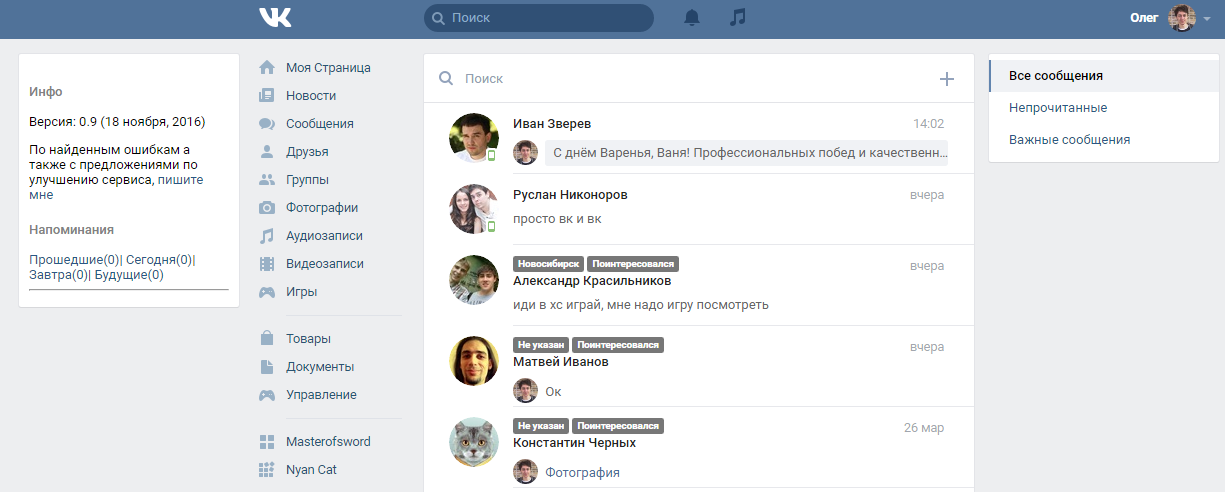 VK
Поиск
Олег
Инфо
Версия: 0.9 (18 ноября, 2016)
По найденным ошибкам а
также с предложениями по
улучшению сервиса, пишите
мне
Напоминания
Прошедшие(0)| Сегодня(0)|
Завтра(0)| Будущие(0)
Моя Страница
Новости
Сообщения
Друзья
Группы
Фотографии
Аудиозаписи
Видеозаписи
Игры
Товары
Документы
Управление
Masterofsword
Nyan Cat
Поиск
Иван Зверев 14:02
С днём Варенья, Ваня! Профессиональных побед и качественн...
Руслан Никоноров вчера
просто вк и вк
Новосибирск Поинтересовался
Александр Красильников вчера
иди в хс играй, мне надо игру посмотреть
Не указан Поинтересовался
Матвей Иванов вчера
Ок
Не указан Поинтересовался
Константин Черных 26 мар
Фотография
Все сообщения
Непрочитанные
Важные сообщения